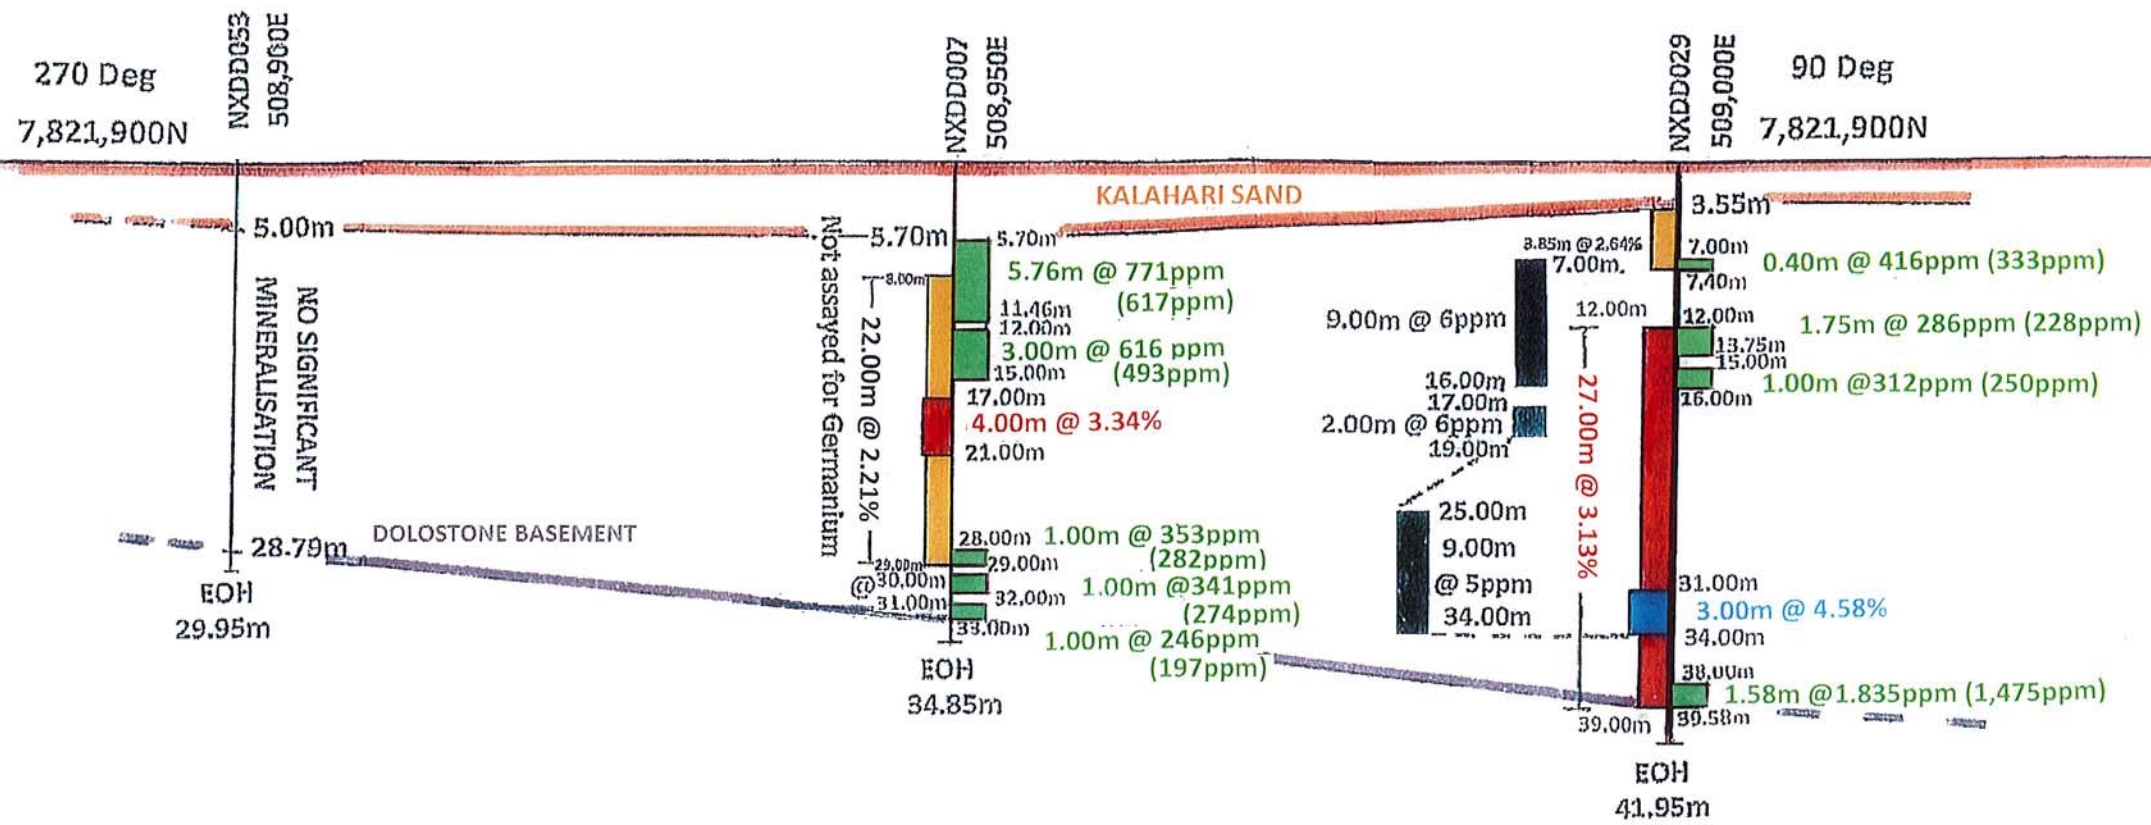 270 Deg
7,821,900N
NXDD053
508,900E
NXDD007
508,950E
NXDD029
509,000E
90 Deg
7,821,900N
KALAHARI SAND
5.00m
NO SIGNIFICANT
MINERALISATION
28.79m
DOLOSTONE BASEMENT
EOH
29.95m
Not assayed for Germanium
5.70m
8.00m
22.00m @ 2.21%
29.00m
@
30.00m
31.00m
5.70m
5.76m @ 771ppm
(617ppm)
11.46m
12.00m
3.00m @ 616 ppm
(493ppm)
15.00m
17.00m
4.00m @ 3.34%
21.00m
28.00m
1.00m @ 353ppm
(282ppm)
29.00m
1.00m @341ppm
32.00m
(274ppm)
33.00m
1.00m @ 246ppm
(197ppm)
EOH
34.85m
3.55m
3.85m @ 2.64%
7.00m.
9.00m @ 6ppm
16.00m
17.00m
2.00m @ 6ppm
19.00m
25.00m
9.00m
@ 5ppm
34.00m
12.00m
27.00m @ 3.13%
39.00m
7.00m
0.40m @ 416ppm (333ppm)
7.40m
12.00m
1.75m @ 286ppm (228ppm)
13.75m
15.00m
1.00m @312ppm (250ppm)
16.00m
31.00m
3.00m @ 4.58%
34.00m
38.00m
1.58m @1.835ppm (1,475ppm)
39.58m
EOH
41.95m